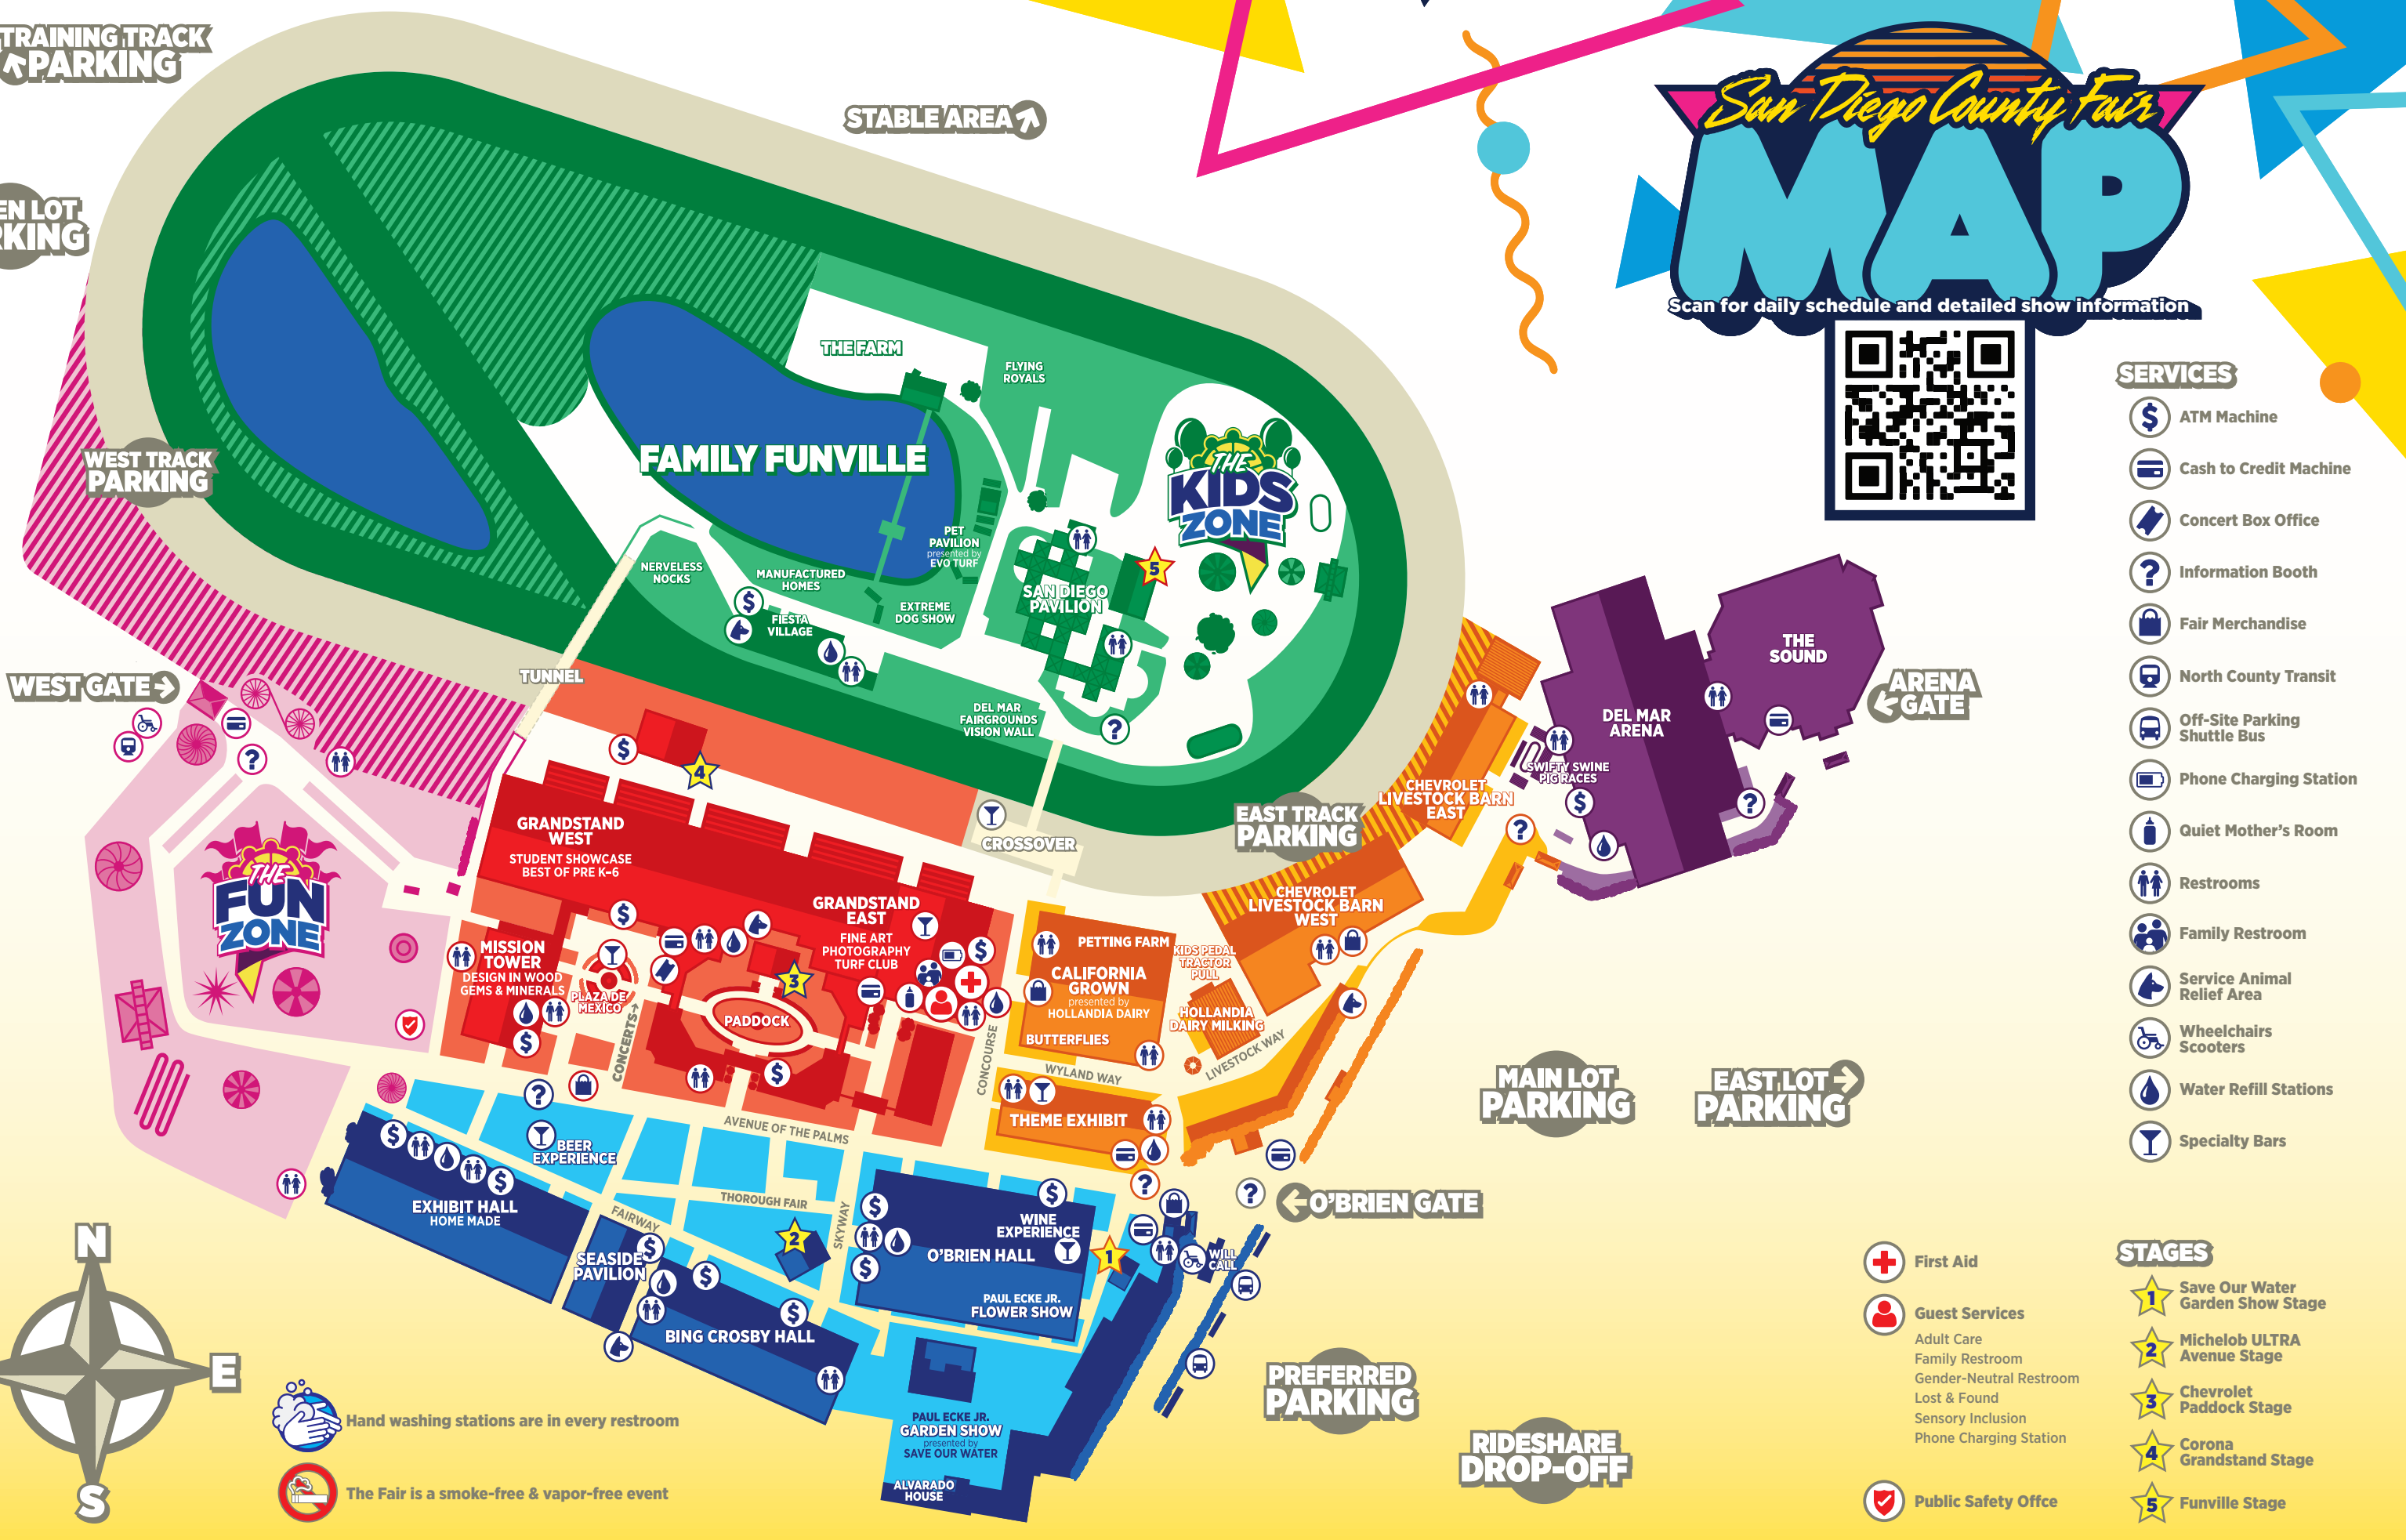 TRAINING TRACK
PARKING
STABLE AREA
San Diego County Fair
MAP
Scan for daily schedule and detailed show information
EN LOT
KING
WEST TRACK
PARKING
THE FARM
FLYING
ROYALS
FAMILY FUNVILLE
THE
KIDS
ZONE
PET
PAVILION
presented by
EVO TURF
NERVELESS
NOCKS
MANUFACTURED
HOMES
FIESTA
VILLAGE
EXTREME
DOG SHOW
SAN DIEGO
PAVILION
5
DEL MAR
FAIRGROUNDS
VISION WALL
TUNNEL
WEST GATE
4
CROSSOVER
EAST TRACK
PARKING
CHEVROLET
LIVESTOCK BARN
EAST
SWIFTY SWINE
PIG RACES
DEL MAR
ARENA
THE
SOUND
ARENA
GATE
THE
FUN
ZONE
GRANDSTAND
WEST
STUDENT SHOWCASE
BEST OF PRE K-6
GRANDSTAND
EAST
FINE ART
PHOTOGRAPHY
TURF CLUB
MISSION
TOWER
DESIGN IN WOOD
GEMS & MINERALS
PLAZA DE
MEXICO
CONCERTS
3
PADDOCK
CONCOURSE
PETTING FARM
CALIFORNIA
GROWN
presented by
HOLLANDIA DAIRY
BUTTERFLIES
CHEVROLET
LIVESTOCK BARN
WEST
KIDS PEDAL
TRACTOR
PULL
HOLLANDIA
DAIRY MILKING
LIVESTOCK WAY
WYLAND WAY
THEME EXHIBIT
AVENUE OF THE PALMS
MAIN LOT
PARKING
EAST LOT
PARKING
O'BRIEN GATE
BEER
EXPERIENCE
EXHIBIT HALL
HOME MADE
THOROUGH FAIR
FAIRWAY
SKYWAY
2
SEASIDE
PAVILION
BING CROSBY HALL
WINE
EXPERIENCE
O'BRIEN HALL
PAUL ECKE JR.
FLOWER SHOW
1
WILL
CALL
PAUL ECKE JR.
GARDEN SHOW
presented by
SAVE OUR WATER
ALVARADO
HOUSE
PREFERRED
PARKING
RIDESHARE
DROP-OFF
N
E
S
Hand washing stations are in every restroom
The Fair is a smoke-free & vapor-free event
SERVICES
ATM Machine
Cash to Credit Machine
Concert Box Office
Information Booth
Fair Merchandise
North County Transit
Off-Site Parking
Shuttle Bus
Phone Charging Station
Quiet Mother's Room
Restrooms
Family Restroom
Service Animal
Relief Area
Wheelchairs
Scooters
Water Refill Stations
Specialty Bars
First Aid
Guest Services
Adult Care
Family Restroom
Gender-Neutral Restroom
Lost & Found
Sensory Inclusion
Phone Charging Station
Public Safety Offce
STAGES
1 Save Our Water
Garden Show Stage
2 Michelob ULTRA
Avenue Stage
3 Chevrolet
Paddock Stage
4 Corona
Grandstand Stage
5 Funville Stage